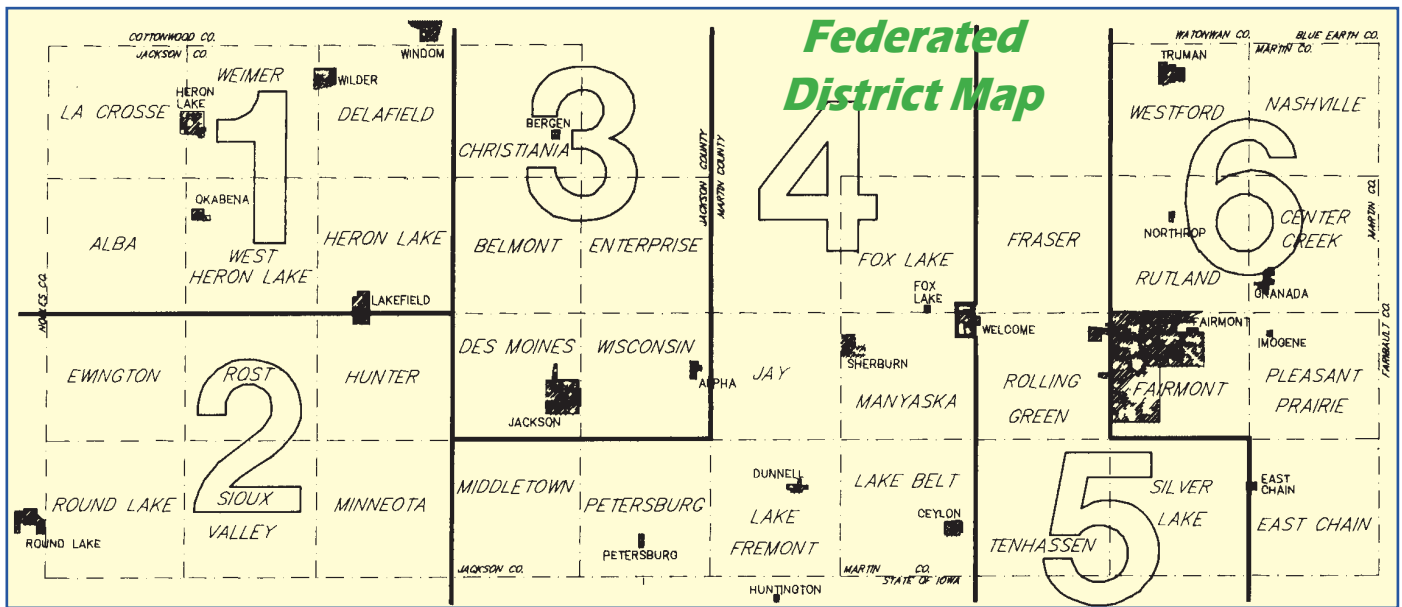 Federated
District Map
COTTONWOOD CO.
JACKSON CO.
WINDOM
WATONWAN CO.
BLUE EARTH CO.
MARTIN CO.
TRUMAN
WEIMER
WILDER
HERON
LAKE
LA CROSSE
DELAFIELD
1
BERGEN
CHRISTIANIA
3
JACKSON COUNTY
MARTIN COUNTY
4
WESTFORD
NASHVILLE
6
OKABENA
ALBA
WEST
HERON LAKE
HERON LAKE
BELMONT
ENTERPRISE
FOX LAKE
FRASER
NORTHROP
CENTER
CREEK
MARTIN CO.
RUTLAND
GRANADA
NOBLES CO.
LAKEFIELD
FOX
LAKE
WELCOME
FAIRMONT
IMOGENE
FARIBAULT CO.
EWINGTON
ROST
HUNTER
DES MOINES
WISCONSIN
ALPHA
JACKSON
JAY
SHERBURN
MANYASKA
ROLLING
GREEN
FAIRMONT
PLEASANT
PRAIRIE
2
ROUND LAKE
SIOUX
VALLEY
MINNEOTA
ROUND LAKE
MIDDLETOWN
PETERSBURG
PETERSBURG
DUNNELL
LAKE
FREMONT
LAKE BELT
CEYLON
TENHASSEN
5
SILVER
LAKE
EAST
CHAIN
EAST CHAIN
JACKSON CO.
MARTIN CO.
STATE OF IOWA
HUNTINGTON